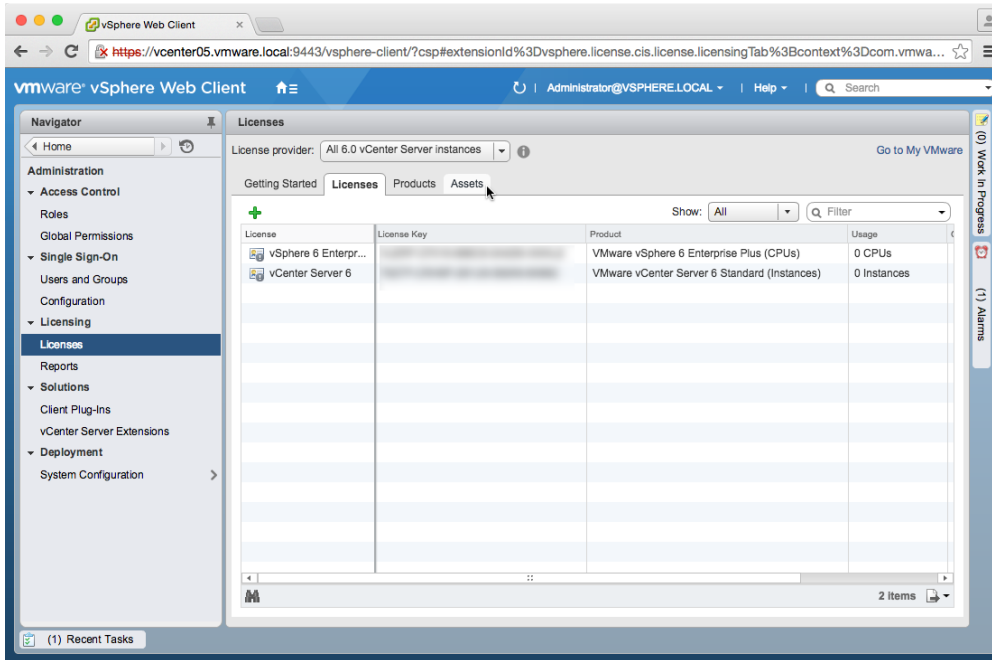 vSphere Web Client
https://vcenter05.vmware.local:9443/vsphere-client/?csp#extensionId%3Dvsphere.license.cis.license.licensingTab%3Bcontext%3Dcom.vmwa...
vmware® vSphere Web Client
Administrator@VSPHERE.LOCAL | Help | Search
Navigator
Home
Administration
Access Control
Roles
Global Permissions
Single Sign-On
Users and Groups
Configuration
Licensing
Licenses
Reports
Solutions
Client Plug-Ins
vCenter Server Extensions
Deployment
System Configuration
Licenses
License provider: All 6.0 vCenter Server instances
Go to My VMware
Getting Started Licenses Products Assets
Show: All Filter
License License Key Product Usage
vSphere 6 Enterpr... VMware vSphere 6 Enterprise Plus (CPUs) 0 CPUs
vCenter Server 6 VMware vCenter Server 6 Standard (Instances) 0 Instances
2 items
(0) Work In Progress
(1) Alarms
(1) Recent Tasks